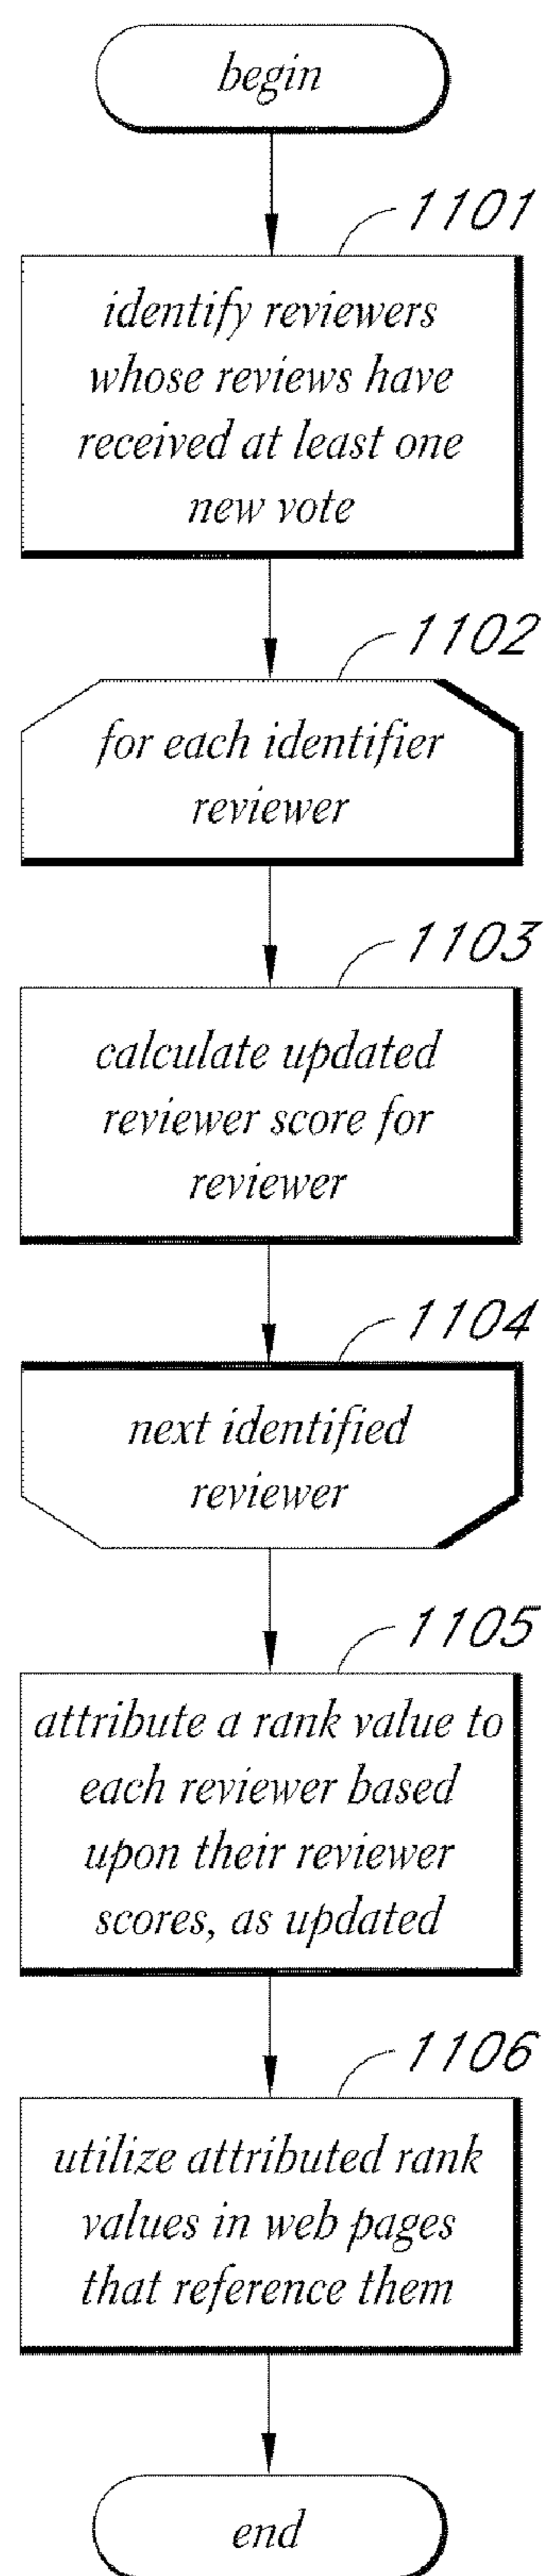 begin
1101
identify reviewers
whose reviews have
received at least one
new vote
1102
for each identifier
reviewer
1103
calculate updated
reviewer score for
reviewer
1104
next identified
reviewer
1105
attribute a rank value to
each reviewer based
upon their reviewer
scores, as updated
1106
utilize attributed rank
values in web pages
that reference them
end